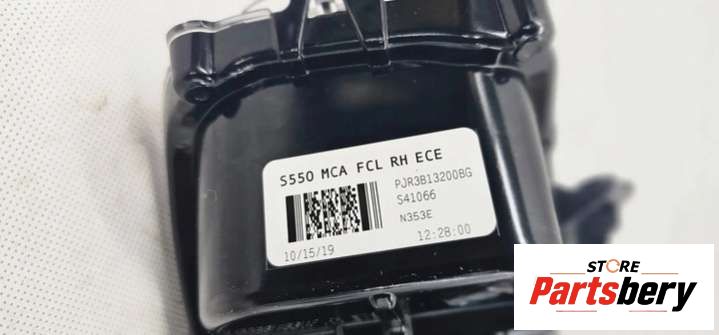 S550 MCA FCL RH ECE
PJR3B13200BG
S41066
N353E
10/15/19
12:28:00
STORE
Partsbery